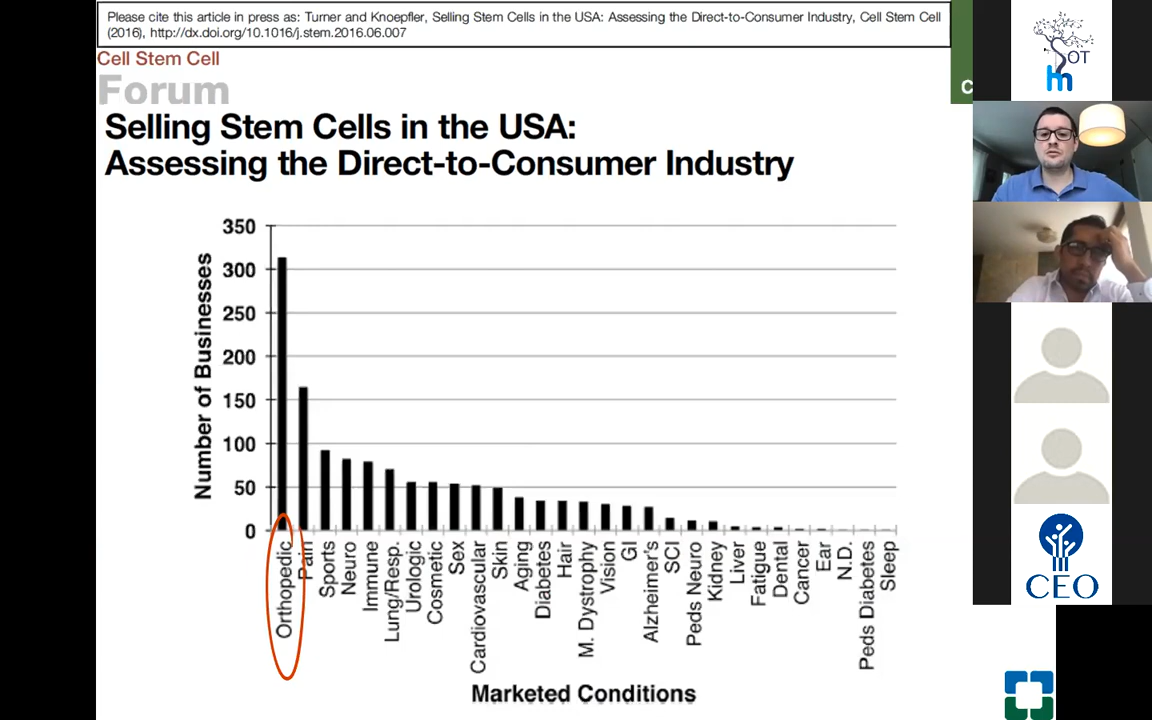 Please cite this article in press as: Turner and Knoepfler, Selling Stem Cells in the USA: Assessing the Direct-to-Consumer Industry, Cell Stem Cell
(2016), http://dx.doi.org/10.1016/j.stem.2016.06.007
Cell Stem Cell
Forum
C
Selling Stem Cells in the USA:
Assessing the Direct-to-Consumer Industry
Number of Businesses
350
300
250
200
150
100
50
0
Orthopedic
Pain
Sports
Neuro
Immune
Lung/Resp.
Urologic
Cosmetic
Sex
Cardiovascular
Skin
Aging
Diabetes
Hair
M. Dystrophy
Vision
GI
Alzheimer's
SCI
Peds Neuro
Kidney
Liver
Fatigue
Dental
Cancer
Ear
N.D.
Peds Diabetes
Sleep
Marketed Conditions
SOT
hm
CEO